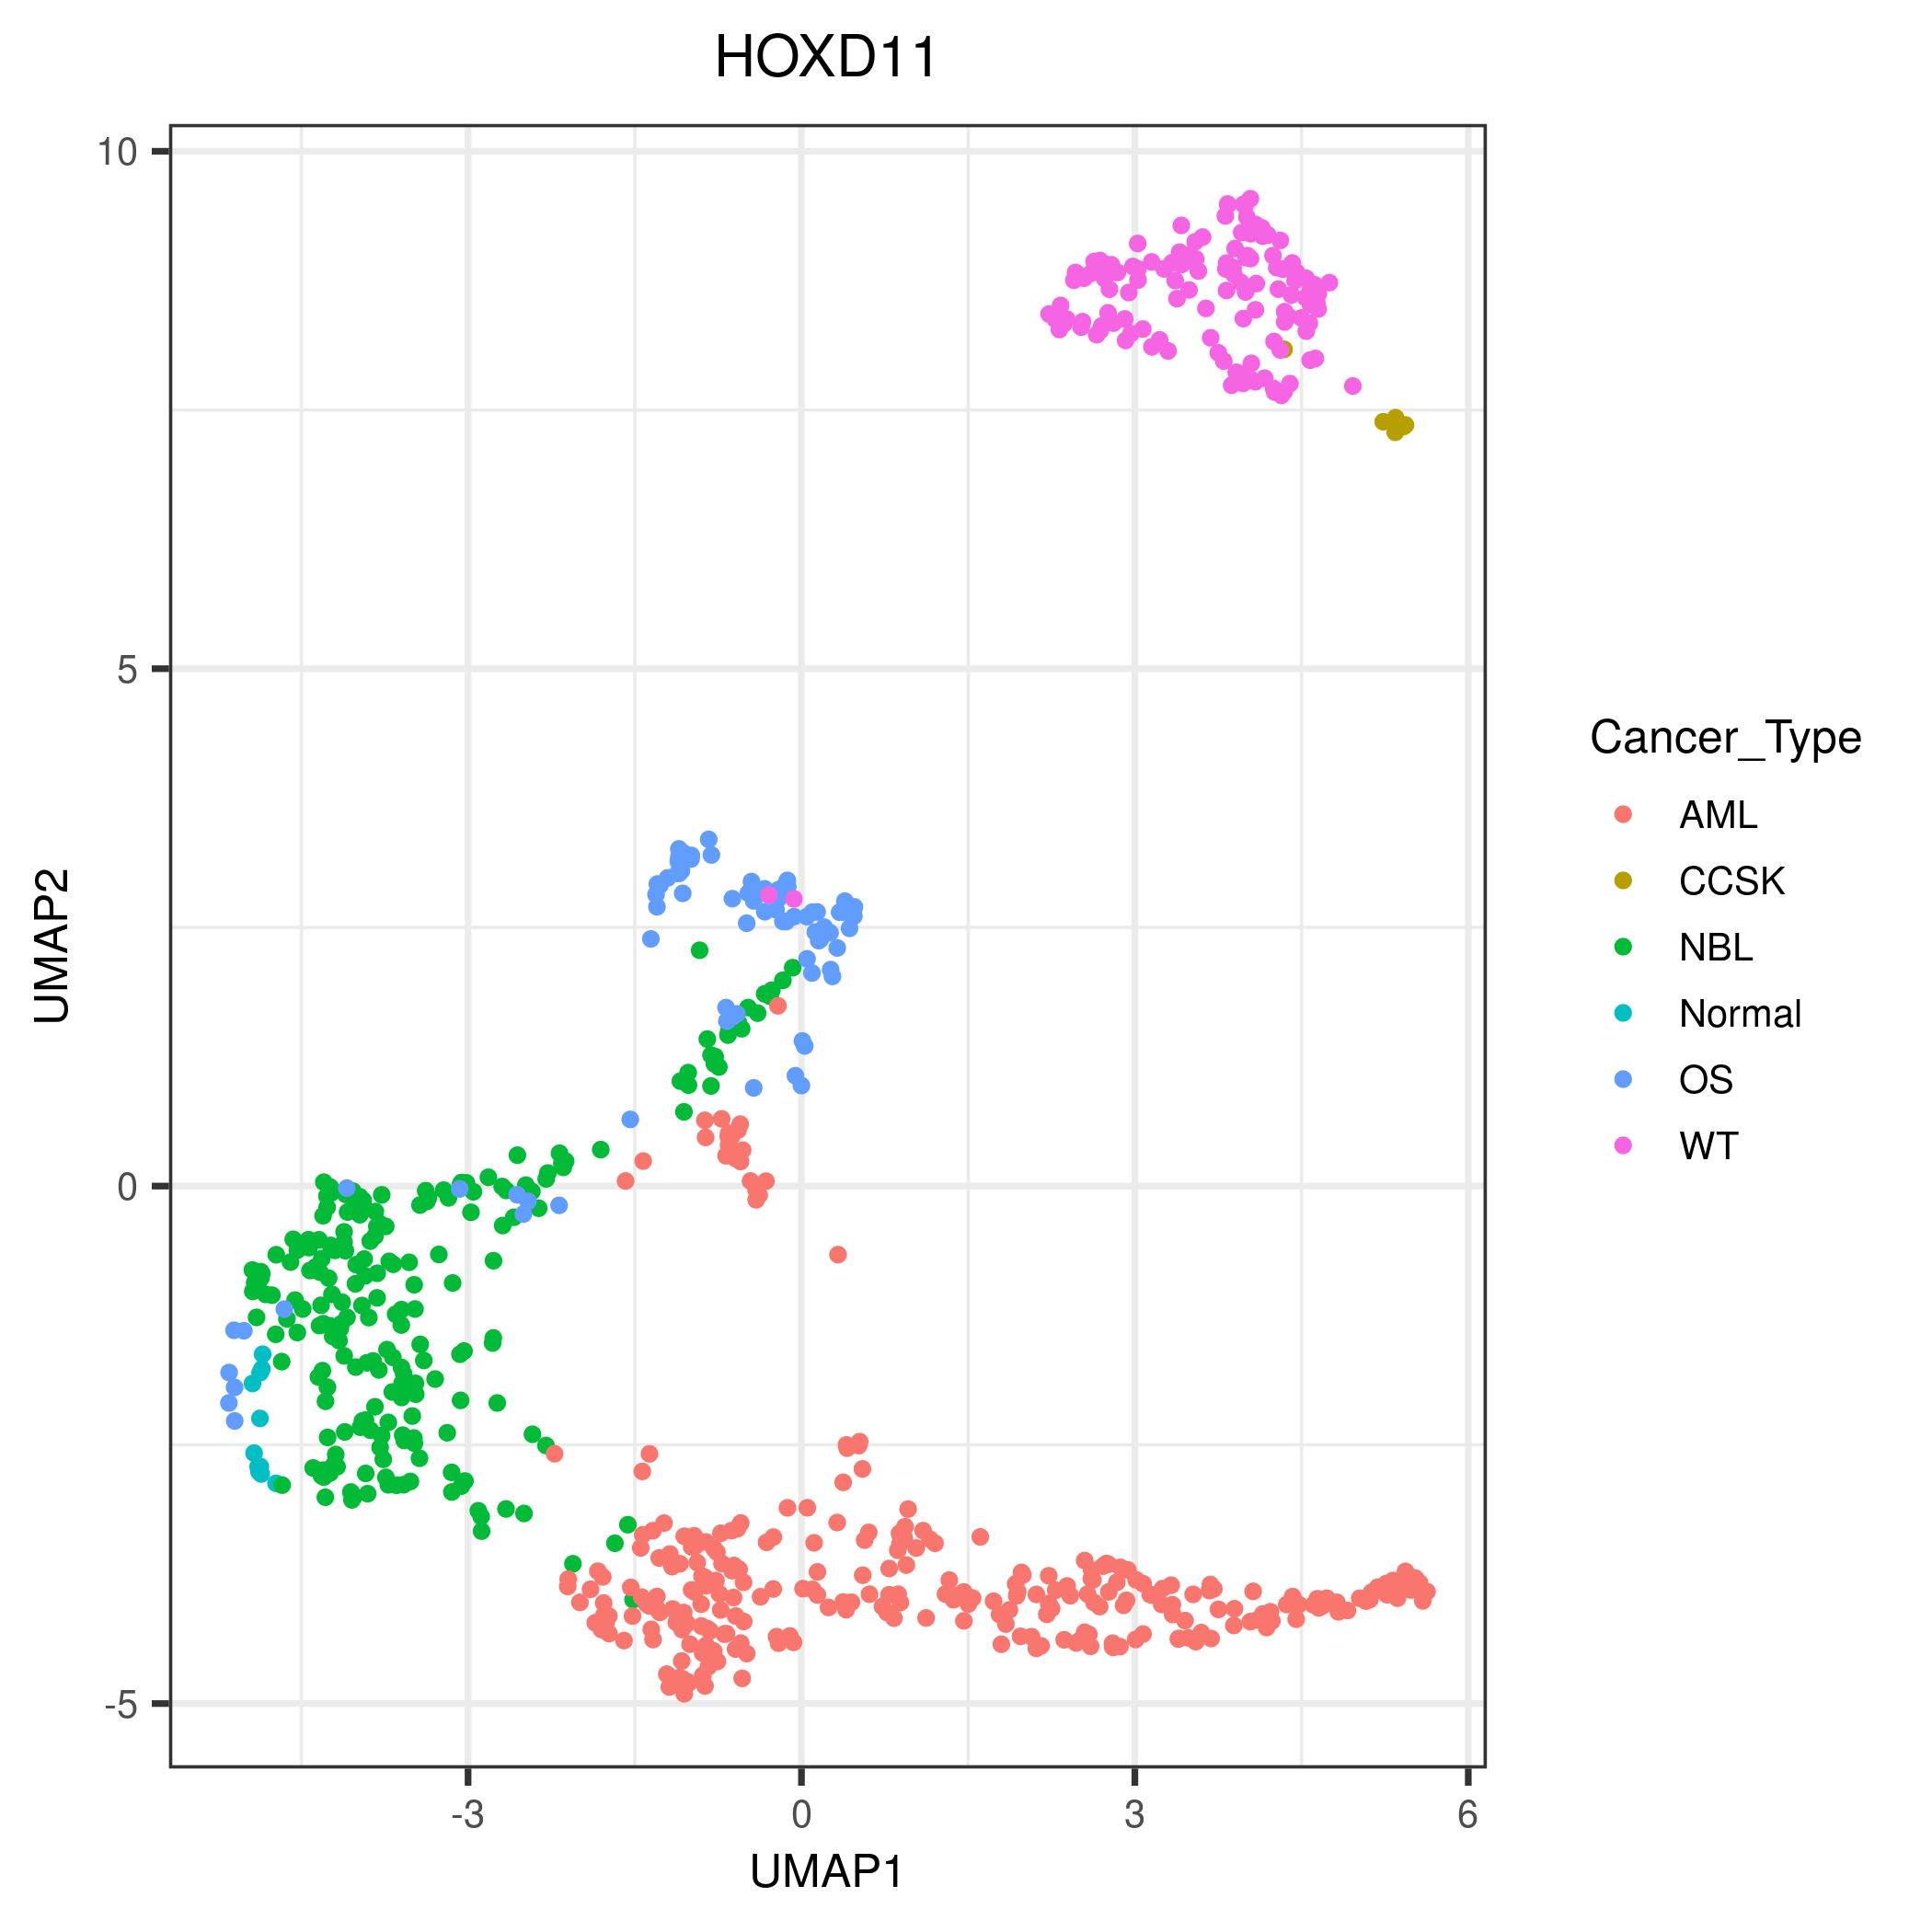 HOXD11
10
5
0
-5
UMAP2
-3
0
3
6
UMAP1
Cancer_Type
AML
CCSK
NBL
Normal
OS
WT